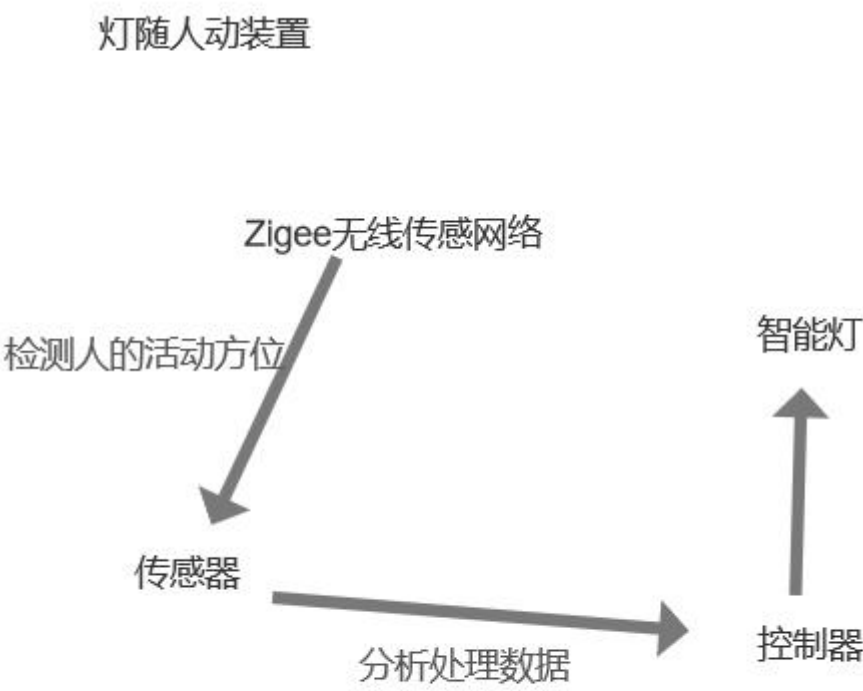 灯随人动装置
Zigee无线传感网络
检测人的活动方位
智能灯
传感器
分析处理数据
控制器